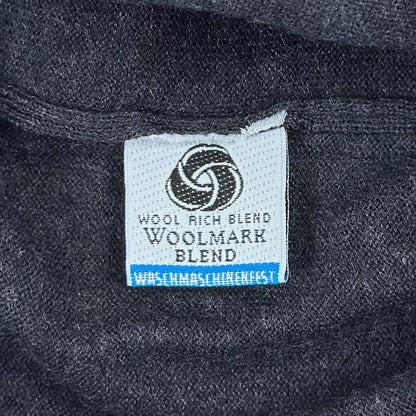 WOOL RICH BLEND
WOOLMARK
BLEND
WASCHMASCHINENFEST